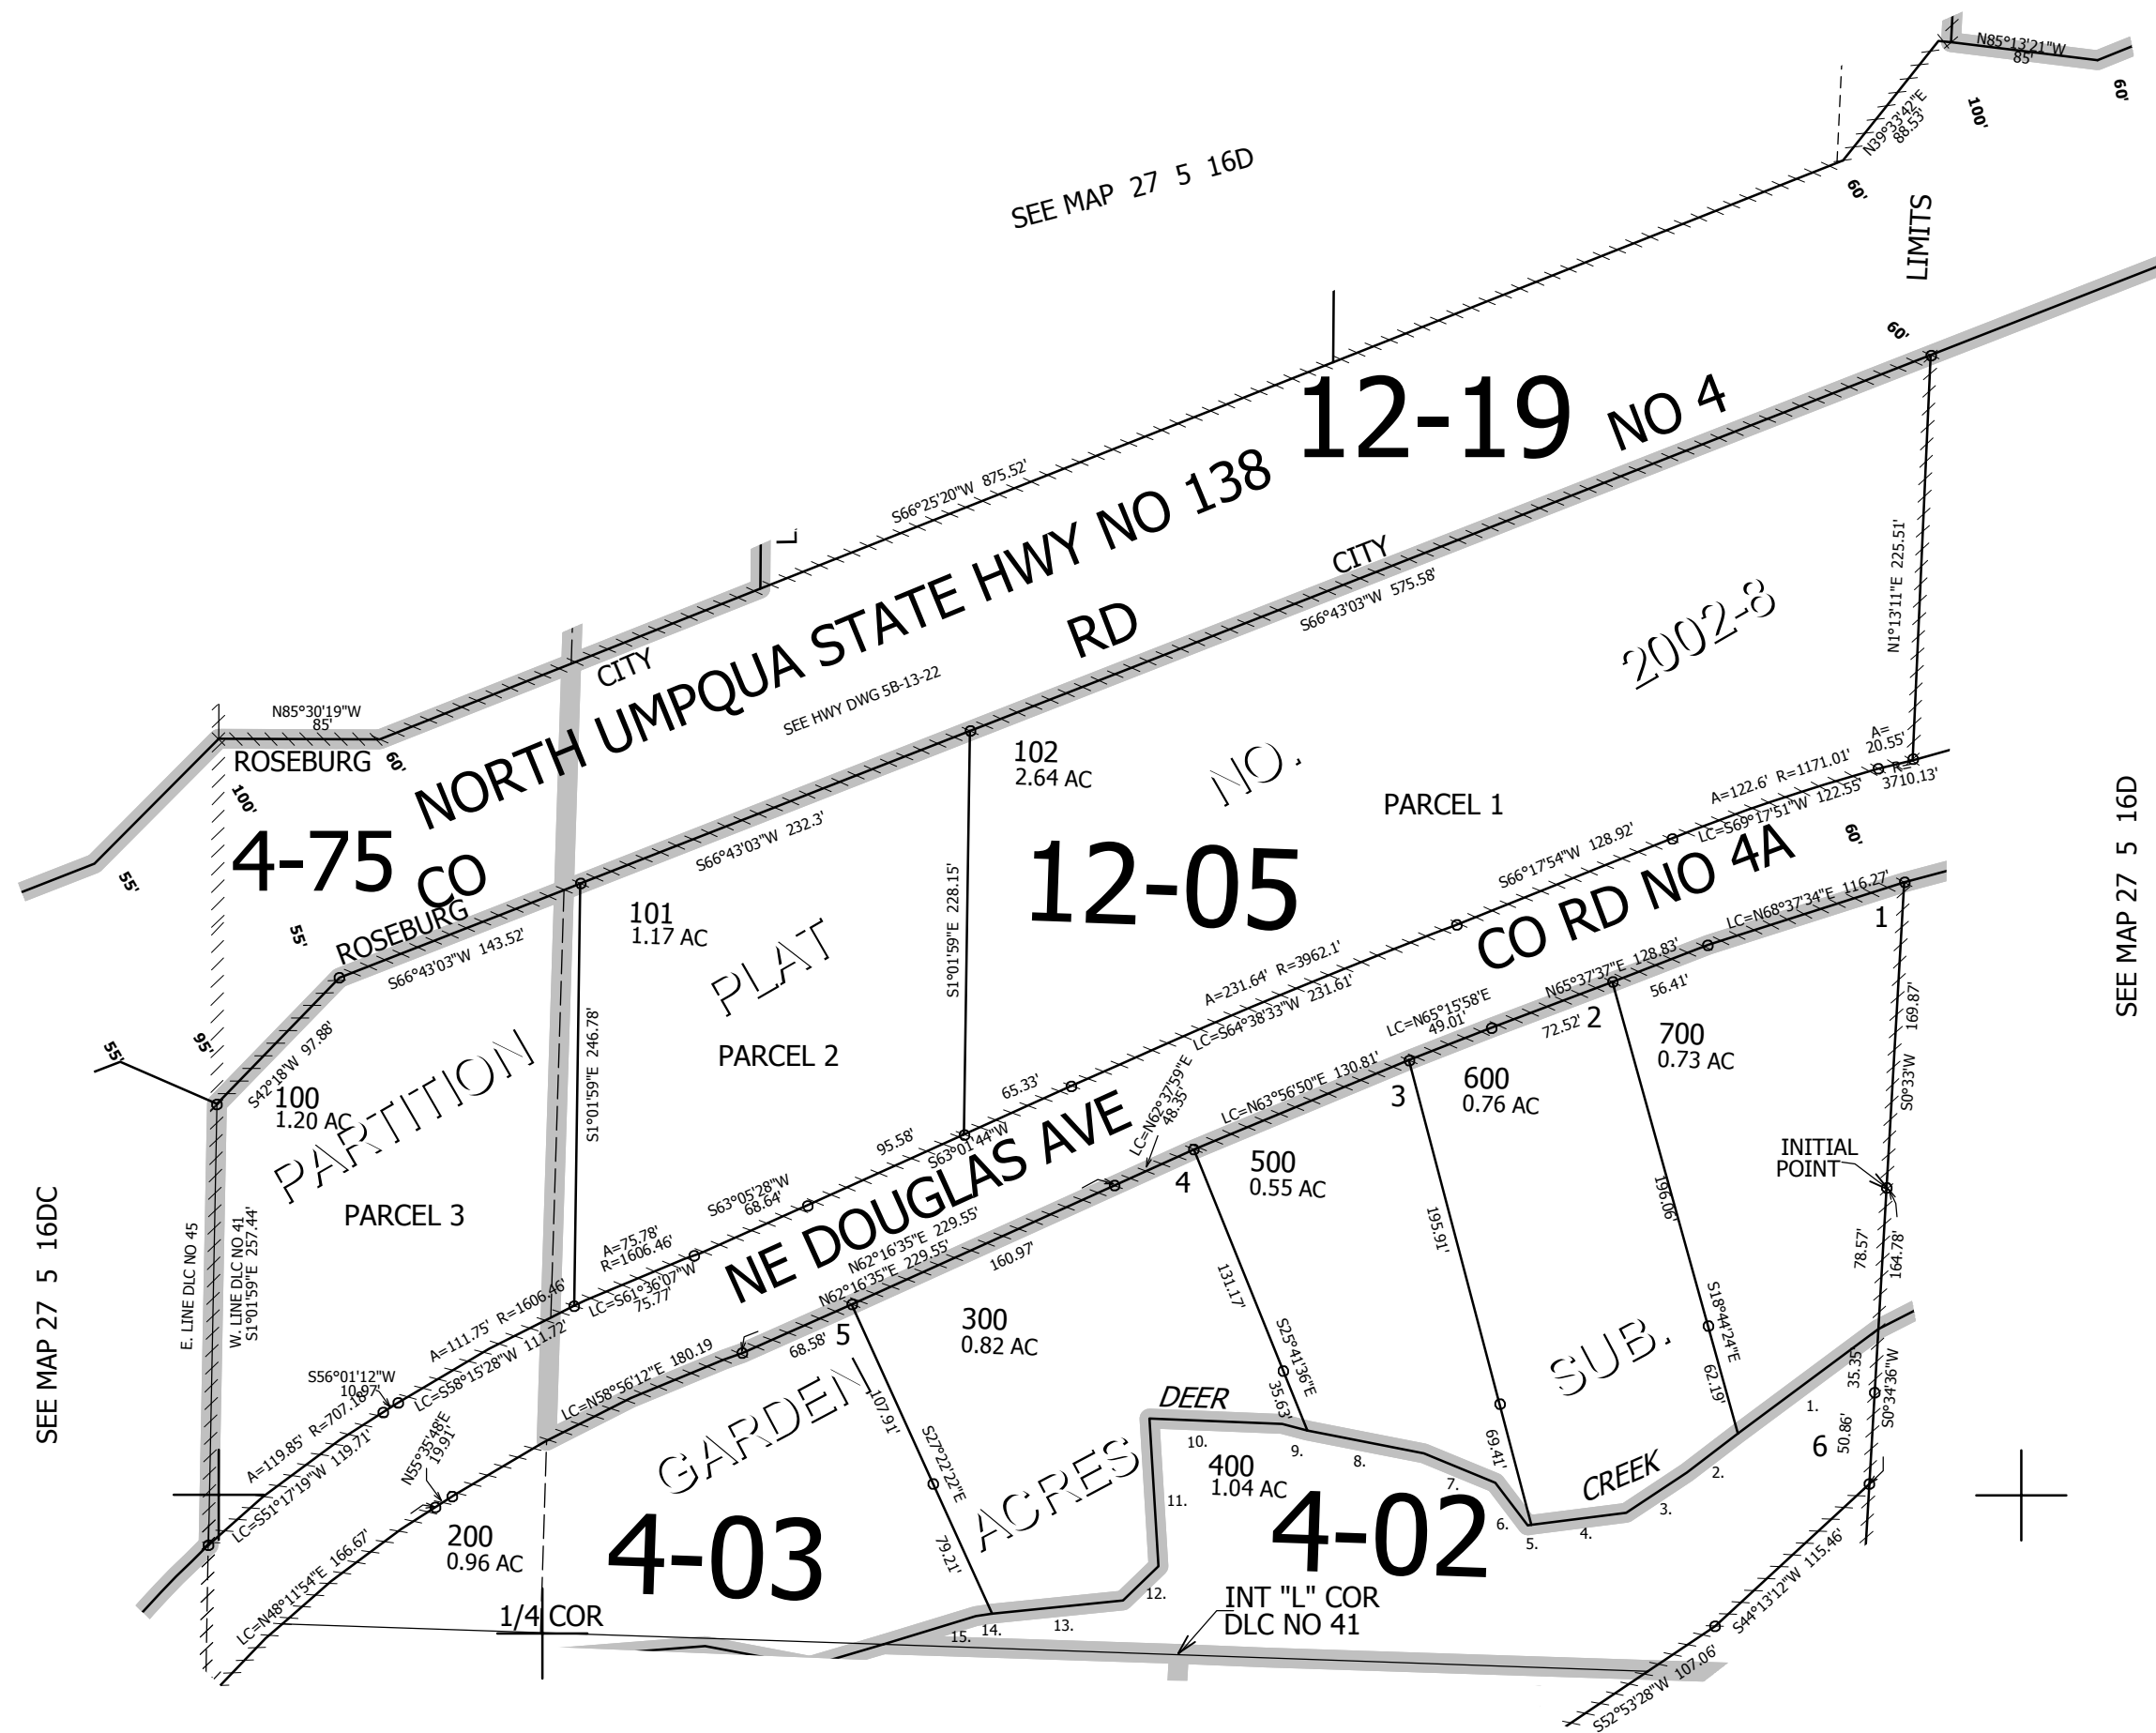 N85°13'21"W
85'
60'
100'
N39°33'42"E
88.53'
60'
SEE MAP 27 5 16D
LIMITS
60'
12-19
NO 4
S66°25'20"W 875.52'
NORTH UMPQUA STATE HWY NO 138
CITY
S66°43'03"W 575.58'
N1°13'11"E 225.51'
RD
2002-8
CITY
SEE HWY DWG 5B-13-22
N85°30'19"W
85'
ROSEBURG
60'
100'
4-75
CO
55'
102
2.64 AC
NO.
PARCEL 1
A=
20.55'
R=
3710.13'
A=122.6' R=1171.01'
LC=S69°17'51"W 122.55'
60'
SEE MAP 27 5 16D
S66°43'03"W 232.3'
12-05
S66°17'54"W 128.92'
CO RD NO 4A
ROSEBURG
55'
S66°43'03"W 143.52'
101
1.17 AC
PLAT
S1°01'59"E 228.15'
LC=N68°37'34"E 116.27'
1
A=231.64' R=3962.1'
LC=S64°38'33"W 231.61'
N65°37'37"E 128.83'
56.41'
LC=N65°15'58'E
49.01'
72.52'
2
95'
55'
S42°18'W 97.88'
100
1.20 AC
PARTITION
S1°01'59"E 246.78'
PARCEL 2
65.33'
LC=N62°37'59"E
48.35'
LC=N63°56'50"E 130.81'
3
600
0.76 AC
700
0.73 AC
169.87'
S0°33'W
95.58'
S63°01'44"W
NE DOUGLAS AVE
4
500
0.55 AC
INITIAL
POINT
SEE MAP 27 5 16DC
PARCEL 3
E. LINE DLC NO 45
W. LINE DLC NO 41
S1°01'59"E 257.44'
S63°05'28"W
68.64'
A=75.78'
R=1606.46'
LC=S61°36'07"W
75.77'
N62°16'35"E 229.55'
N62°16'35"E 229.55'
160.97'
195.91'
196.06'
78.57'
164.78'
A=111.75' R=1606.46'
LC=S58°15'28"W 111.72'
5
68.58'
300
0.82 AC
131.17'
S25°41'36"E
35.63'
S18°44'24"E
62.19'
SUB.
S56°01'12"W
10.97'
LC=N58°56'12"E 180.19
GARDEN
107.91'
S27°22'22"E
79.21'
DEER
35.35'
S0°34'36"W
50.86'
1.
6
A=119.85' R=707.18'
LC=S51°17'19"W 119.71'
N55°35'48'E
19.91'
ACRES
10.
9.
8.
7.
69.41'
CREEK
2.
400
1.04 AC
11.
6.
5.
4.
3.
LC=N48°11'54"E 166.67'
200
0.96 AC
4-03
4-02
12.
S44°13'12"W 115.46'
1/4 COR
INT "L" COR
DLC NO 41
15.
14.
13.
S52°53'28"W 107.06'